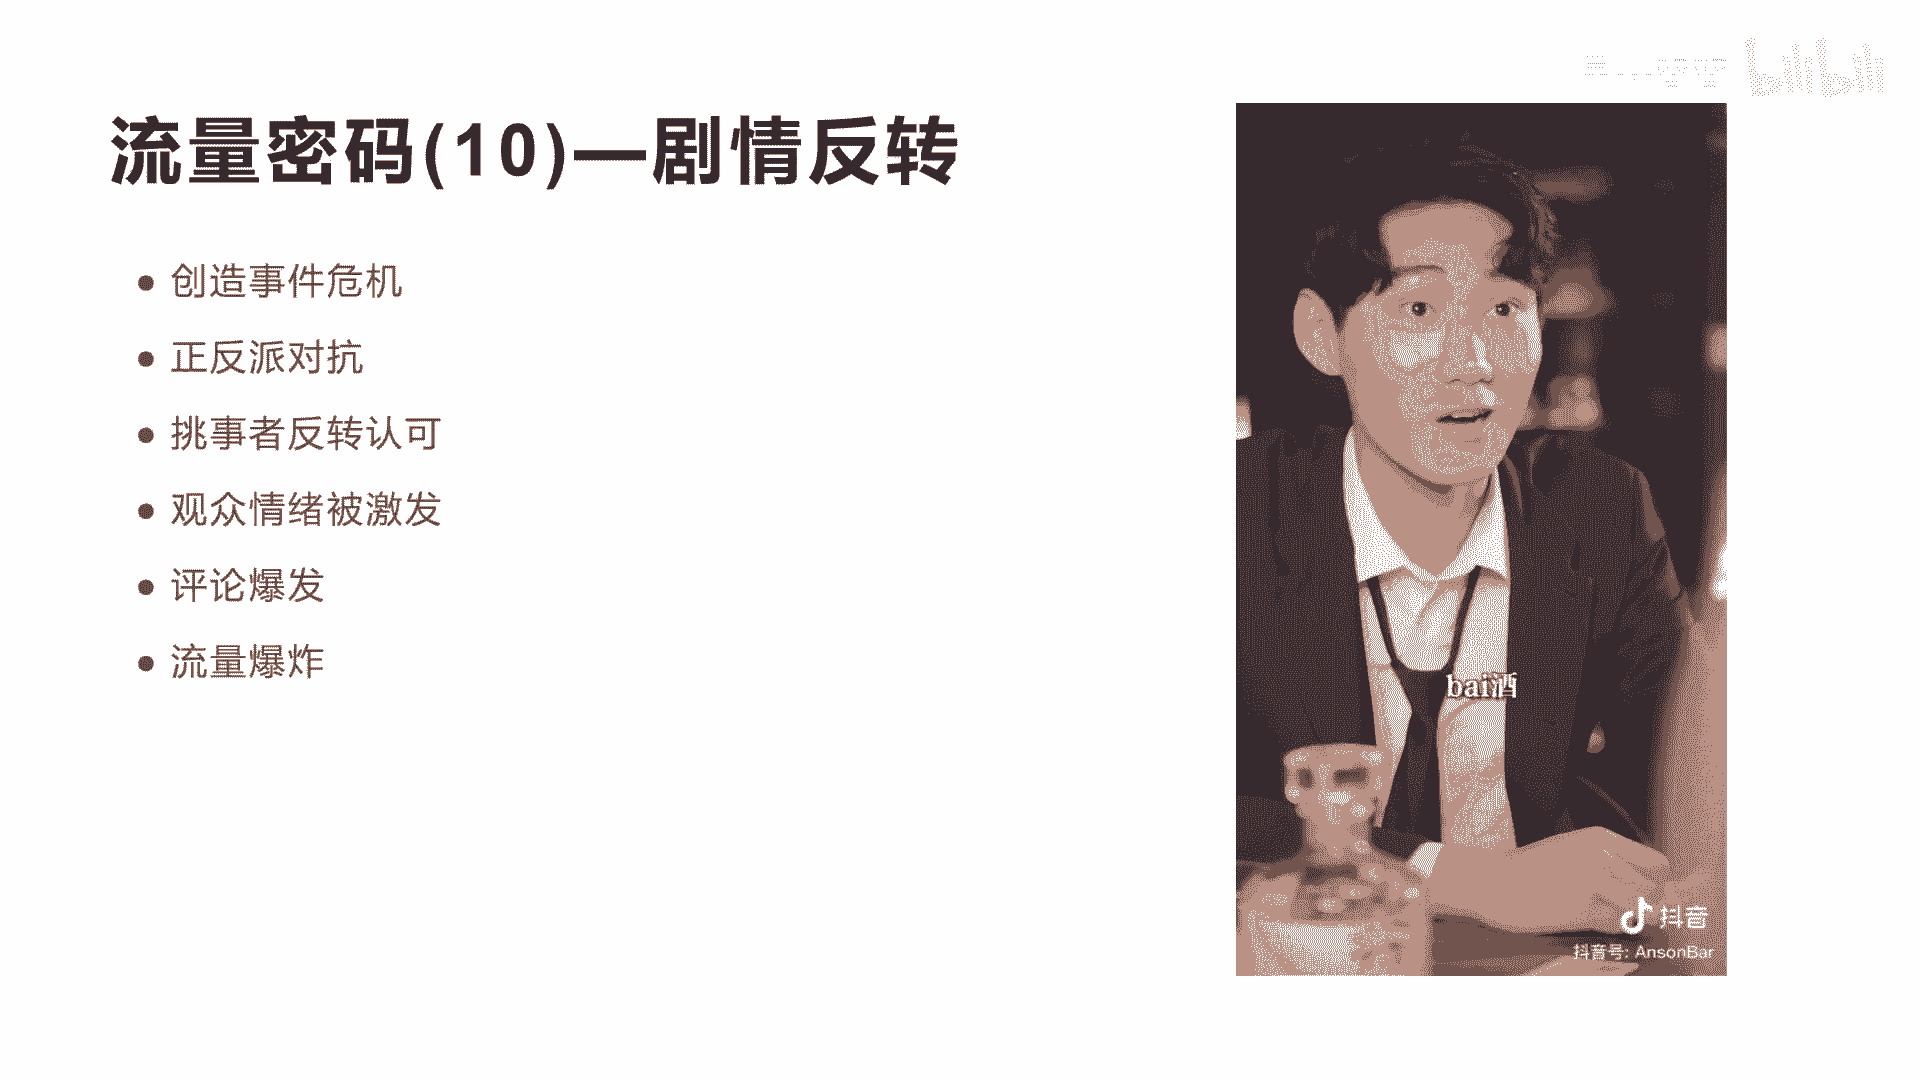 bilibili
流量密码(10)—剧情反转
创造事件危机
正反派对抗
挑事者反转认可
观众情绪被激发
评论爆发
流量爆炸
bai酒
抖音
抖音号: AnsonBar